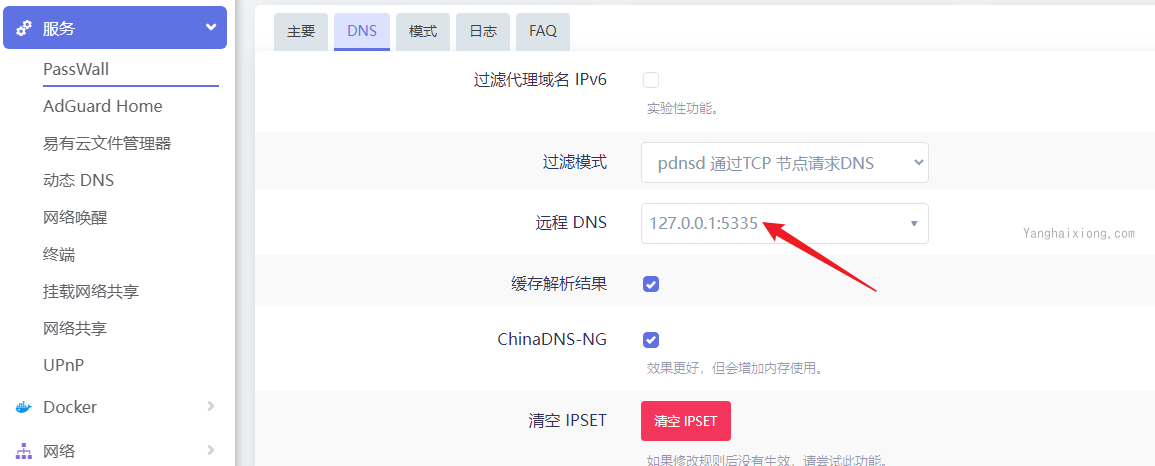 服务
PassWall
AdGuard Home
易有云文件管理器
动态 DNS
网络唤醒
终端
挂载网络共享
网络共享
UPnP
Docker
网络
主要
DNS
模式
日志
FAQ
过滤代理域名 IPv6
实验性功能。
过滤模式
pdnsd 通过TCP 节点请求DNS
远程 DNS
127.0.0.1:5335
Yanghaixiong.com
缓存解析结果
ChinaDNS-NG
效果更好，但会增加内存使用。
清空 IPSET
清空 IPSET
如果修改规则后没有生效，请尝试此功能。